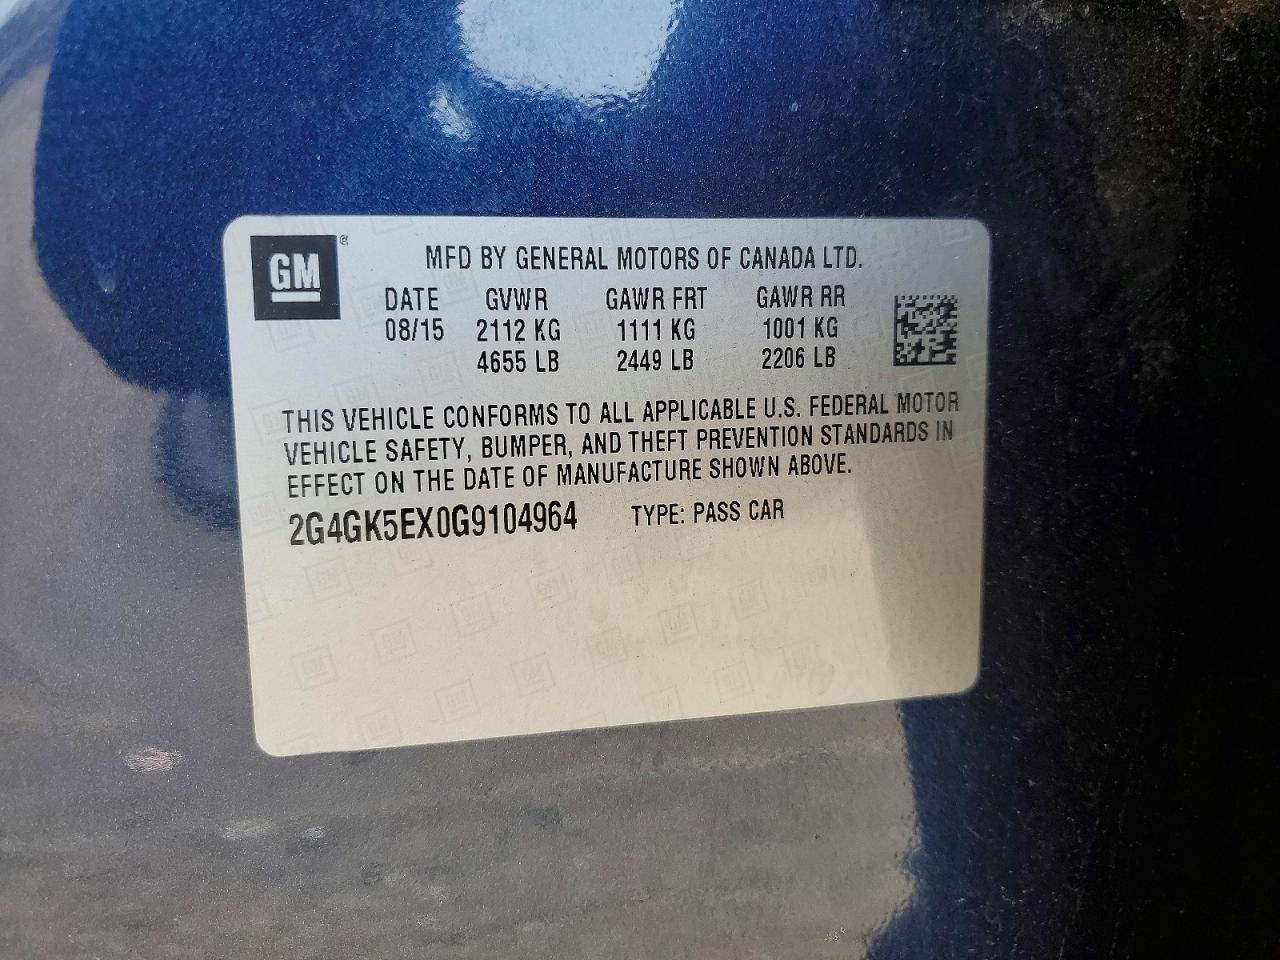 GM ®
MFD BY GENERAL MOTORS OF CANADA LTD.
DATE GVWR GAWR FRT GAWR RR
08/15 2112 KG 1111 KG 1001 KG
4655 LB 2449 LB 2206 LB
THIS VEHICLE CONFORMS TO ALL APPLICABLE U.S. FEDERAL MOTOR
VEHICLE SAFETY, BUMPER, AND THEFT PREVENTION STANDARDS IN
EFFECT ON THE DATE OF MANUFACTURE SHOWN ABOVE.
2G4GK5EX0G9104964 TYPE: PASS CAR